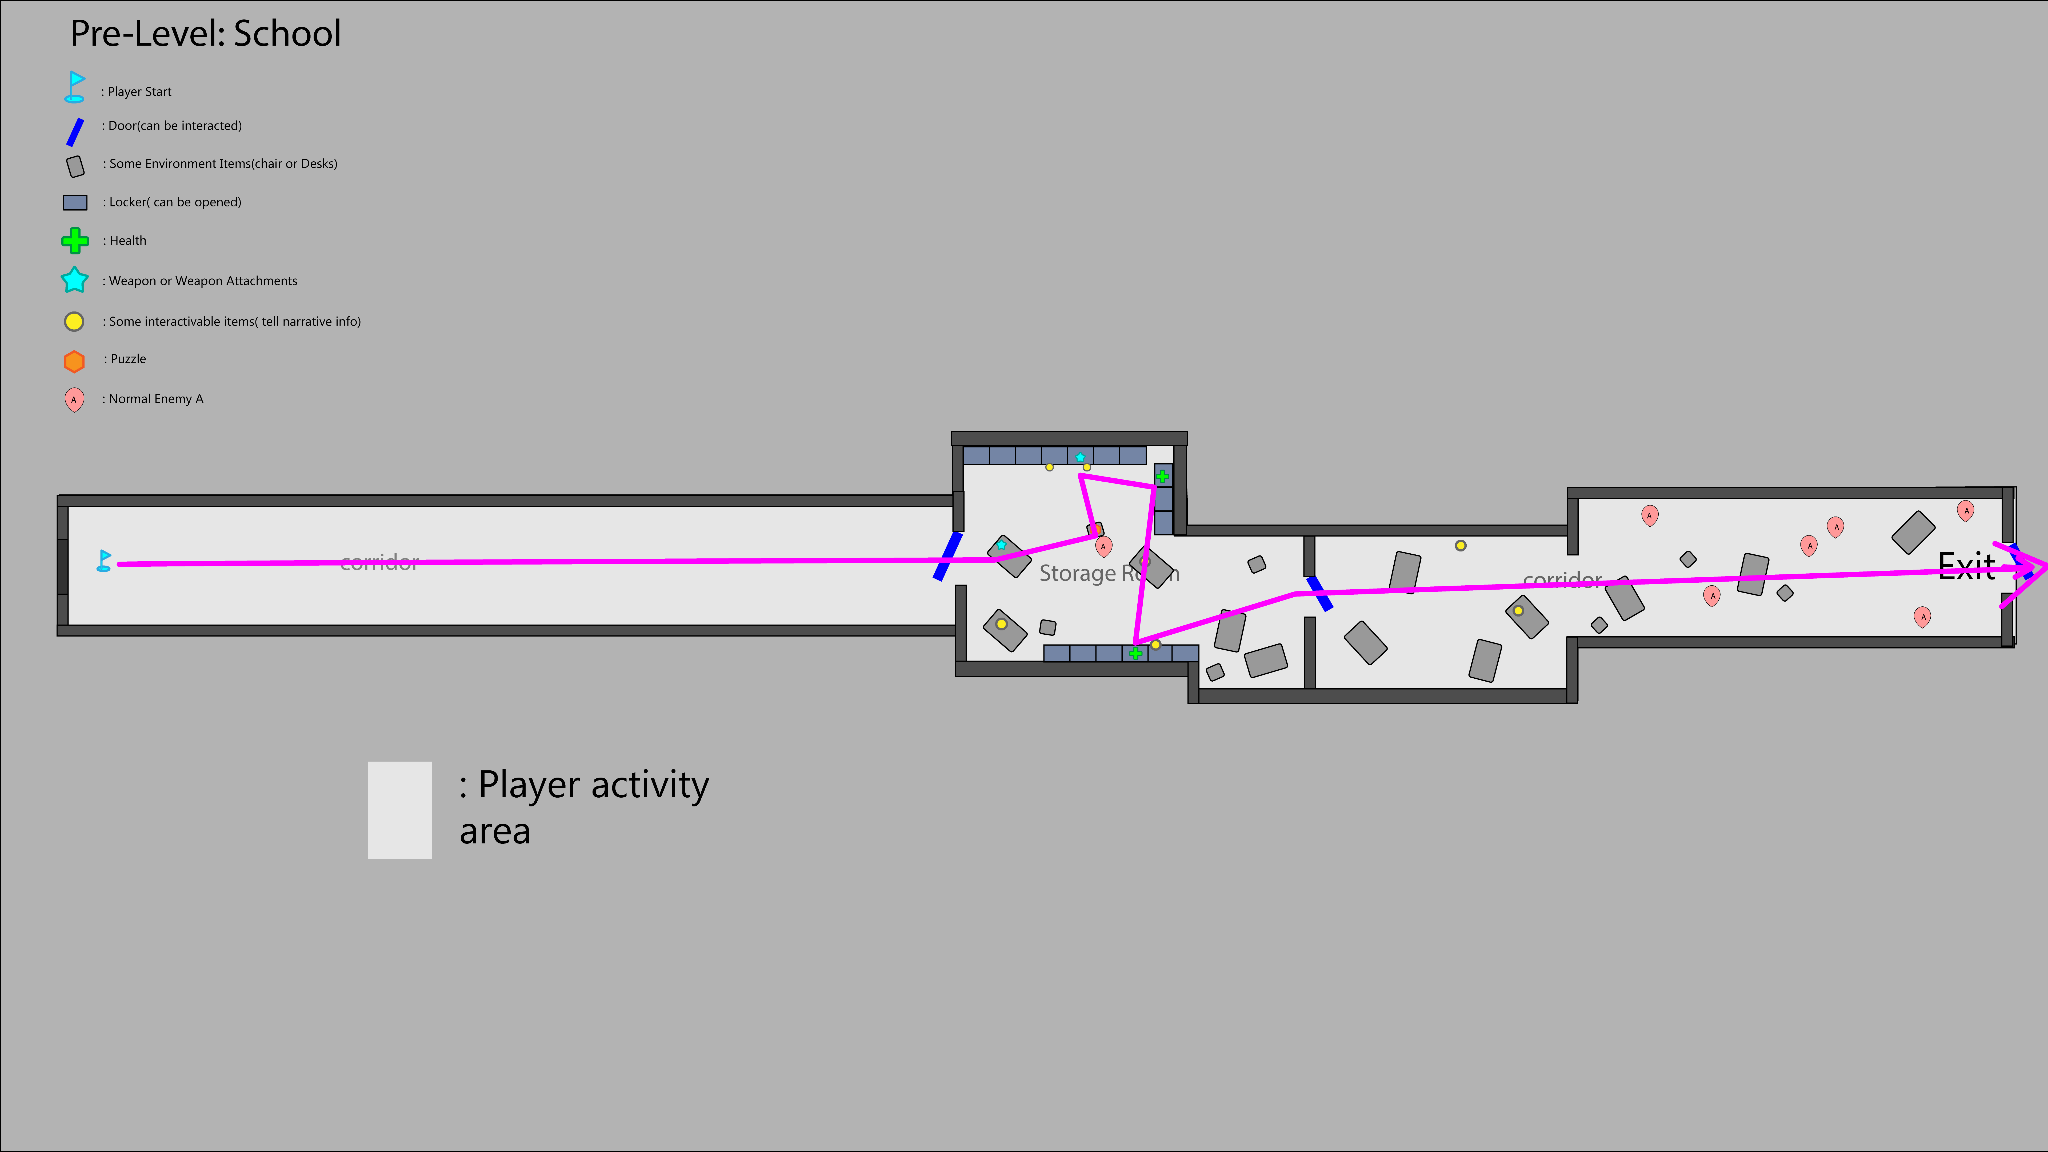 Pre-Level: School
: Player Start
: Door(can be interacted)
: Some Environment Items(chair or Desks)
: Locker( can be opened)
: Health
: Weapon or Weapon Attachments
: Some interactivable items( tell narrative info)
: Puzzle
A
: Normal Enemy A
corridor
A
Storage Room
corridor
A
A
A
A
A
A
Exit
: Player activity
area